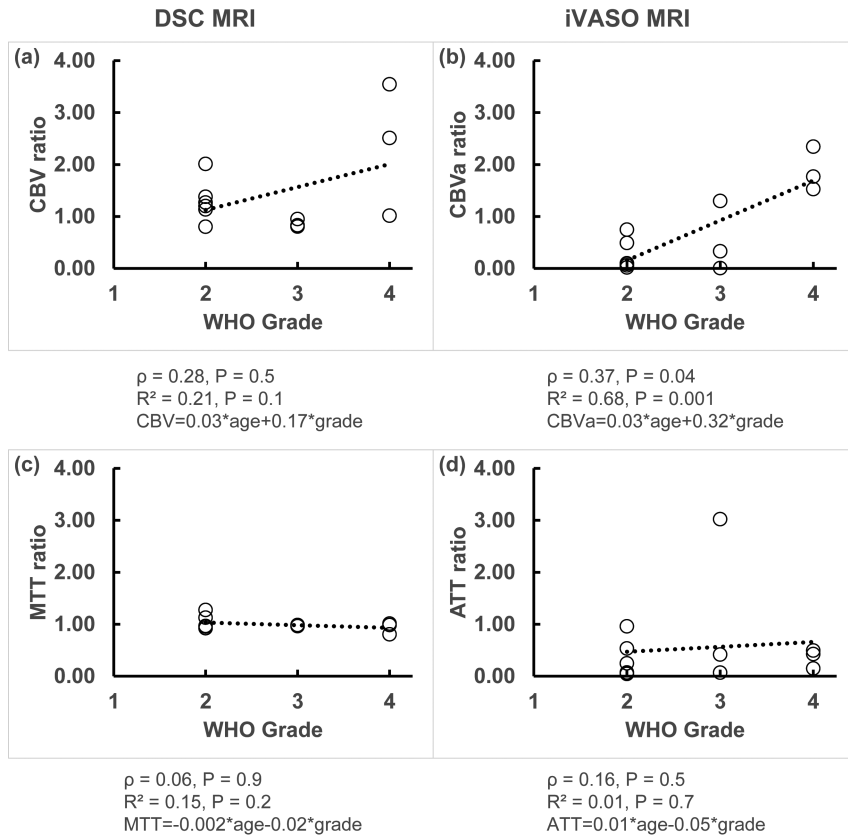 DSC MRI
iVASO MRI
(a)
4.00
3.00
2.00
1.00
0.00
CBV ratio
1 2 3 4
WHO Grade
(b)
4.00
3.00
2.00
1.00
0.00
CBVa ratio
1 2 3 4
WHO Grade
ρ = 0.28, P = 0.5
R² = 0.21, P = 0.1
CBV=0.03*age+0.17*grade
ρ = 0.37, P = 0.04
R² = 0.68, P = 0.001
CBVa=0.03*age+0.32*grade
(c)
4.00
3.00
2.00
1.00
0.00
MTT ratio
1 2 3 4
WHO Grade
(d)
4.00
3.00
2.00
1.00
0.00
ATT ratio
1 2 3 4
WHO Grade
ρ = 0.06, P = 0.9
R² = 0.15, P = 0.2
MTT=-0.002*age-0.02*grade
ρ = 0.16, P = 0.5
R² = 0.01, P = 0.7
ATT=0.01*age-0.05*grade